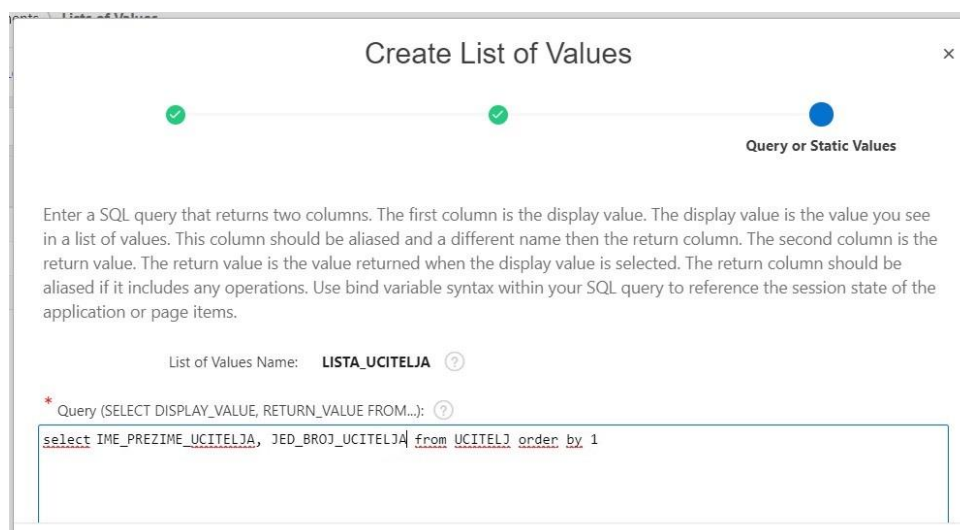 Lists of Values
Create List of Values
×
Query or Static Values
Enter a SQL query that returns two columns. The first column is the display value. The display value is the value you see
in a list of values. This column should be aliased and a different name then the return column. The second column is the
return value. The return value is the value returned when the display value is selected. The return column should be
aliased if it includes any operations. Use bind variable syntax within your SQL query to reference the session state of the
application or page items.
List of Values Name: LISTA_UCITELJA ?
* Query (SELECT DISPLAY_VALUE, RETURN_VALUE FROM...): ?
select IME_PREZIME_UCITELJA, JED_BROJ_UCITELJA from UCITELJ order by 1